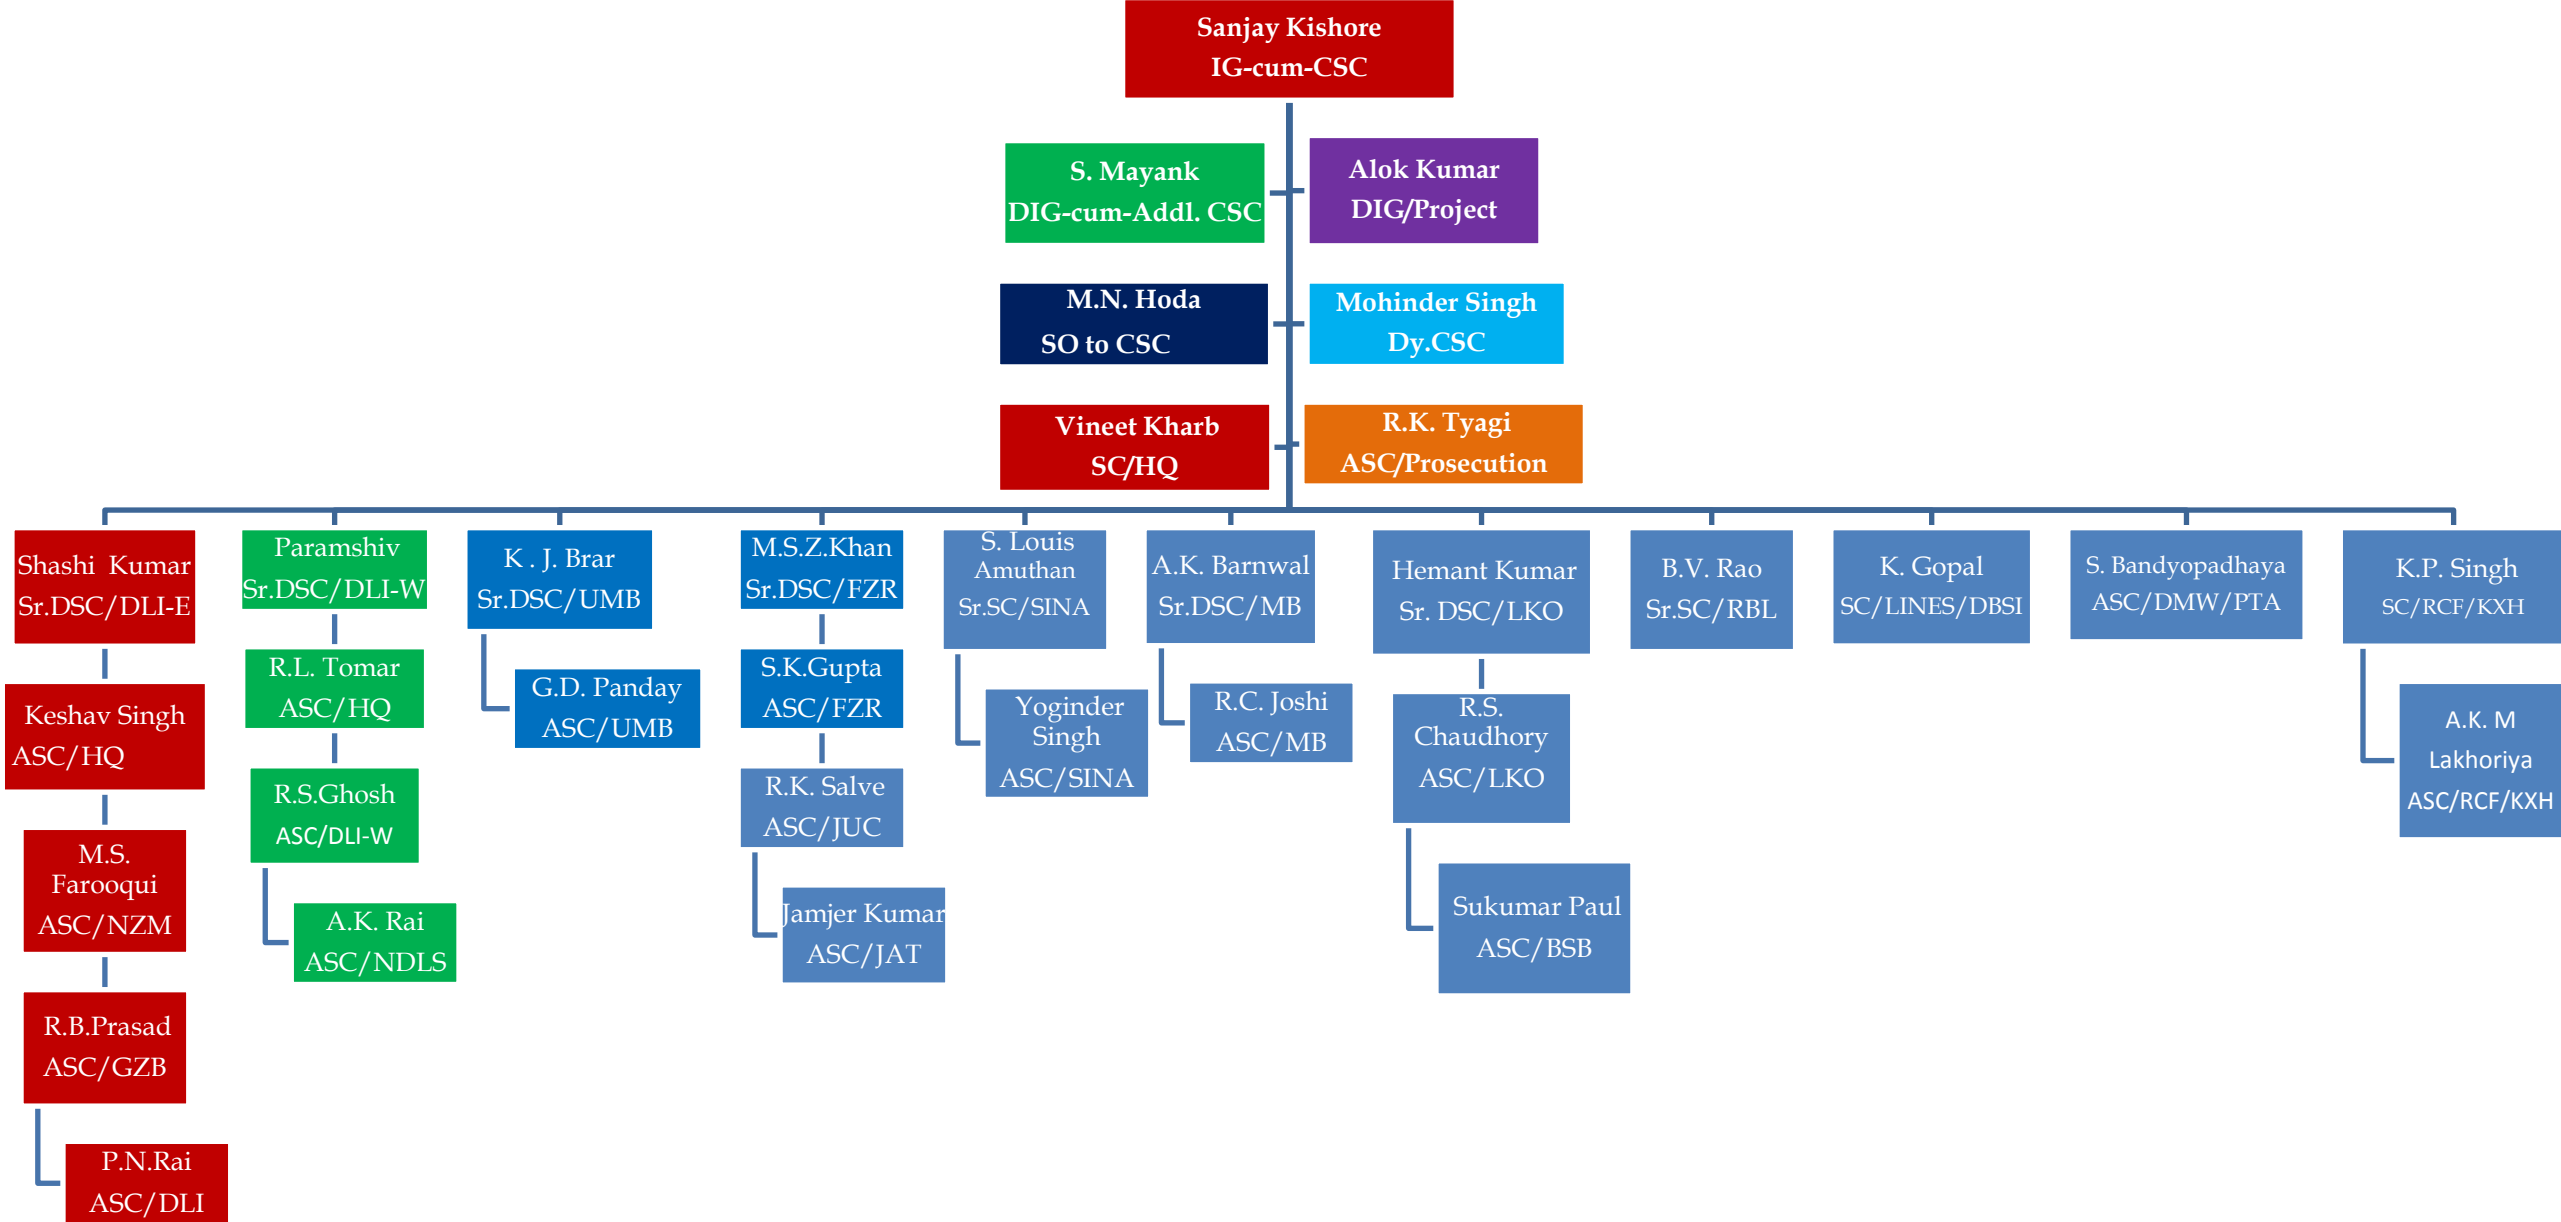 Sanjay Kishore
IG-cum-CSC
S. Mayank
DIG-cum-Addl. CSC
Alok Kumar
DIG/Project
M.N. Hoda
SO to CSC
Mohinder Singh
Dy.CSC
Vineet Kharb
SC/HQ
R.K. Tyagi
ASC/Prosecution
Shashi Kumar
Sr.DSC/DLI-E
Keshav Singh
ASC/HQ
M.S.
Farooqui
ASC/NZM
R.B.Prasad
ASC/GZB
P.N.Rai
ASC/DLI
Paramshiv
Sr.DSC/DLI-W
R.L. Tomar
ASC/HQ
R.S.Ghosh
ASC/DLI-W
A.K. Rai
ASC/NDLS
K . J. Brar
Sr.DSC/UMB
G.D. Panday
ASC/UMB
M.S.Z.Khan
Sr.DSC/FZR
S.K.Gupta
ASC/FZR
R.K. Salve
ASC/JUC
Jamjer Kumar
ASC/JAT
S. Louis
Amuthan
Sr.SC/SINA
Yoginder
Singh
ASC/SINA
A.K. Barnwal
Sr.DSC/MB
R.C. Joshi
ASC/MB
Hemant Kumar
Sr. DSC/LKO
R.S.
Chaudhory
ASC/LKO
Sukumar Paul
ASC/BSB
B.V. Rao
Sr.SC/RBL
K. Gopal
SC/LINES/DBSI
S. Bandyopadhaya
ASC/DMW/PTA
K.P. Singh
SC/RCF/KXH
A.K. M
Lakhoriya
ASC/RCF/KXH